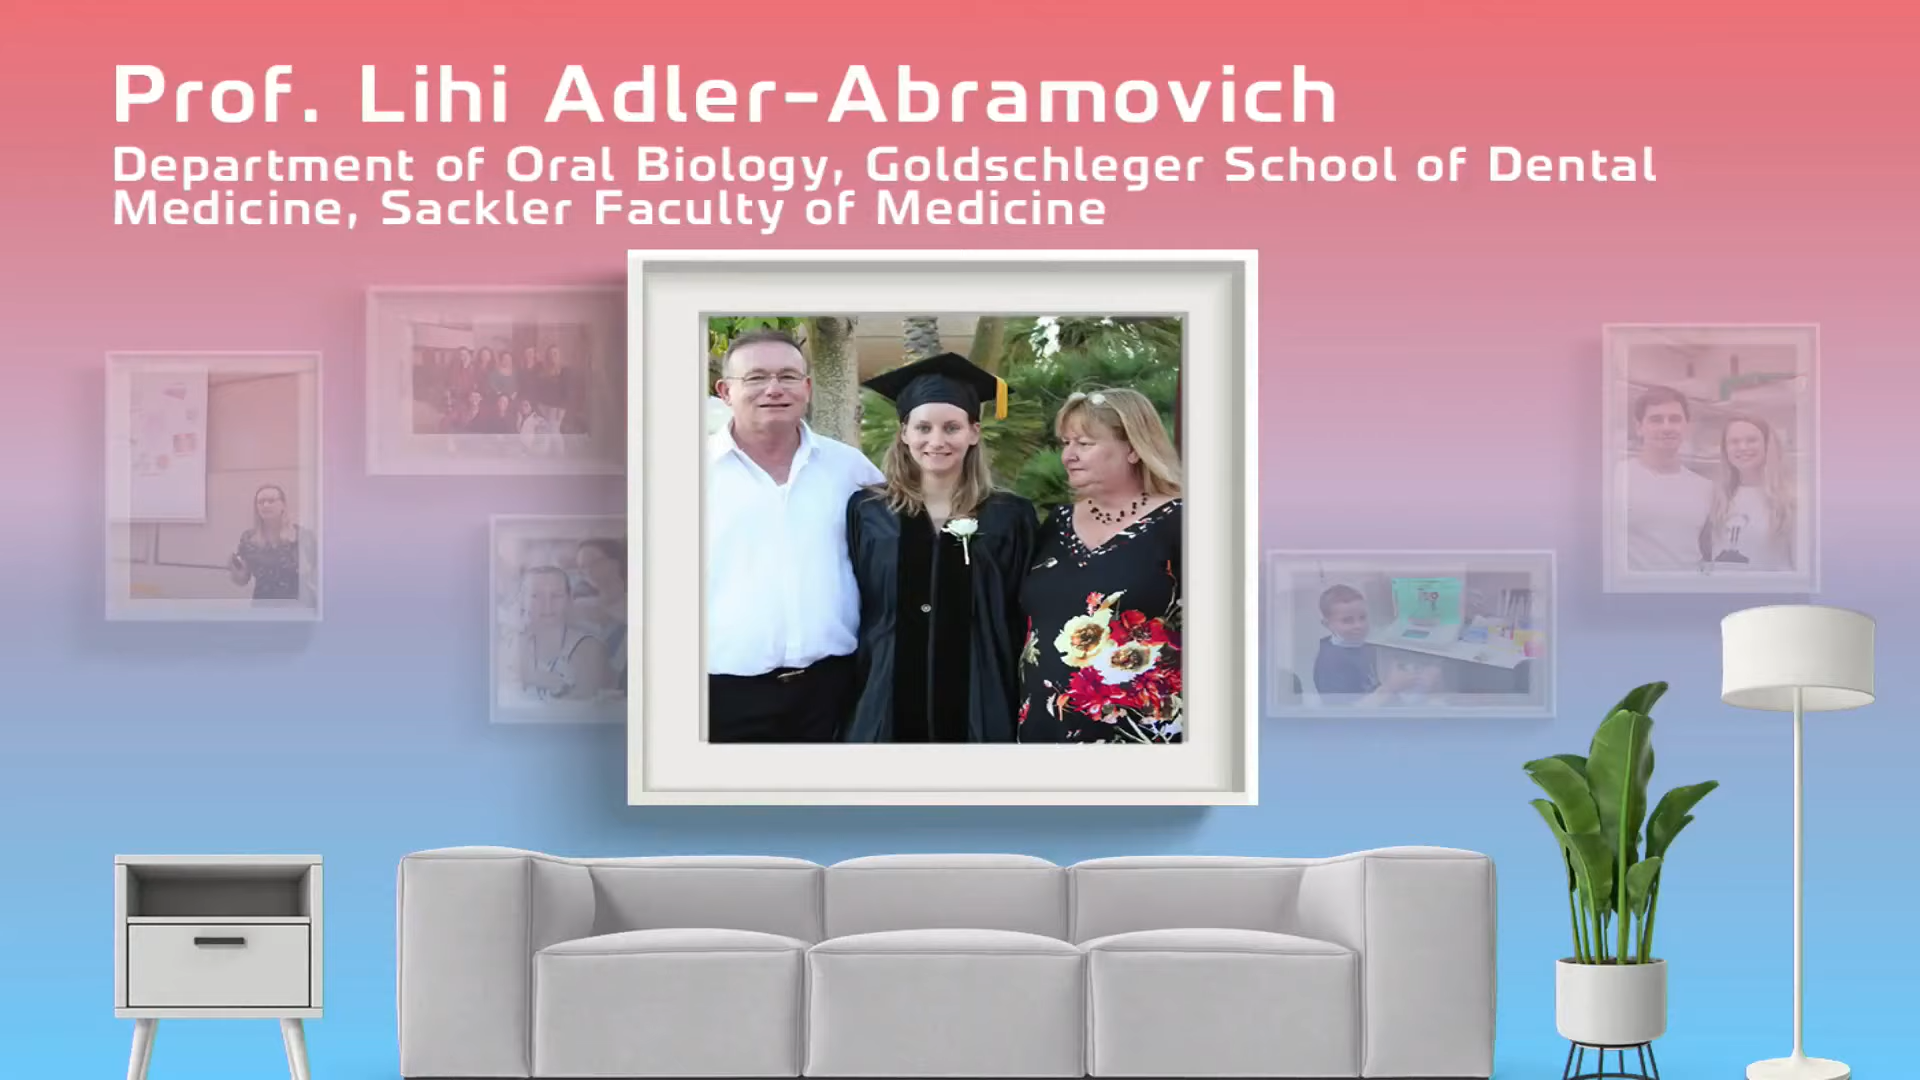 Prof. Lihi Adler-Abramovich
Department of Oral Biology, Goldschleger School of Dental
Medicine, Sackler Faculty of Medicine